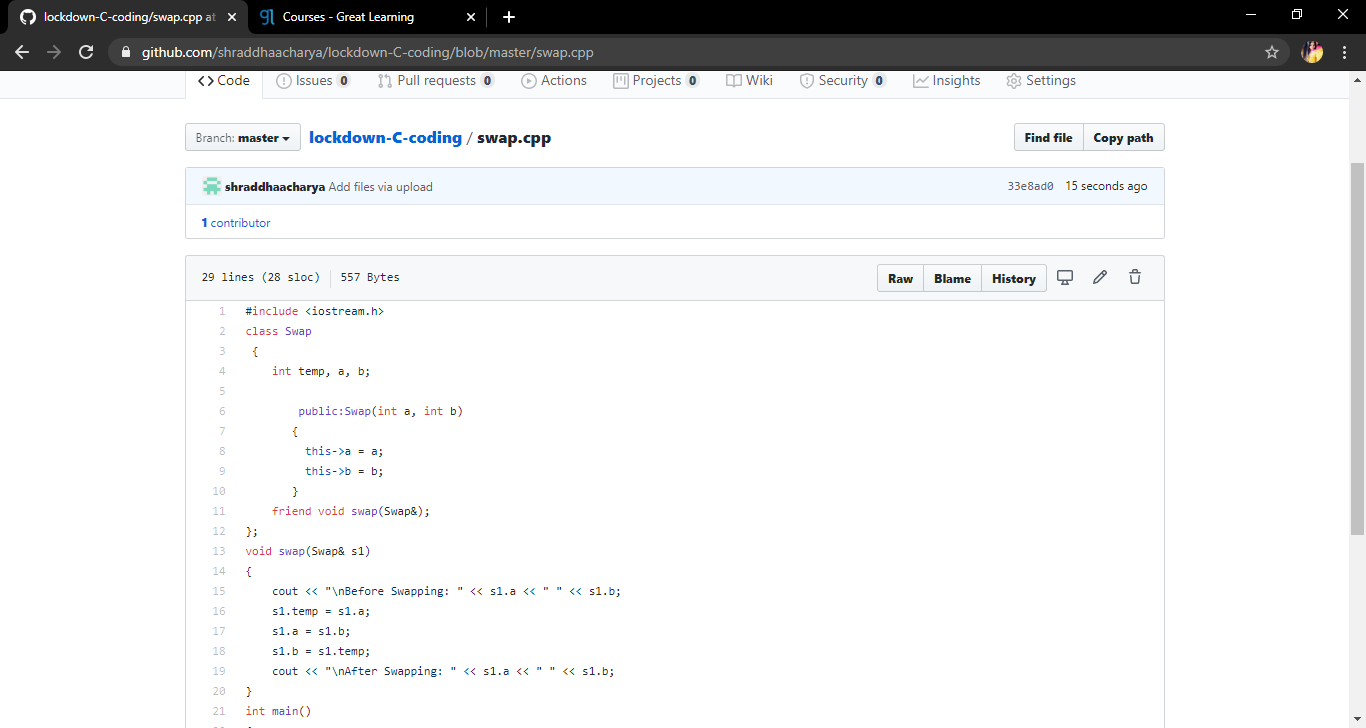 lockdown-C-coding/swap.cpp at
Courses - Great Learning
github.com/shraddhaacharya/lockdown-C-coding/blob/master/swap.cpp
Code Issues 0 Pull requests 0 Actions Projects 0 Wiki Security 0 Insights Settings
Branch: master lockdown-C-coding / swap.cpp Find file Copy path
shraddhaacharya Add files via upload 33e8ad0 15 seconds ago
1 contributor
29 lines (28 sloc) 557 Bytes Raw Blame History
1 #include <iostream.h>
2 class Swap
3 {
4 int temp, a, b;
5
6 public:Swap(int a, int b)
7 {
8 this->a = a;
9 this->b = b;
10 }
11 friend void swap(Swap&);
12 };
13 void swap(Swap& s1)
14 {
15 cout << "\nBefore Swapping: " << s1.a << " " << s1.b;
16 s1.temp = s1.a;
17 s1.a = s1.b;
18 s1.b = s1.temp;
19 cout << "\nAfter Swapping: " << s1.a << " " << s1.b;
20 }
21 int main()